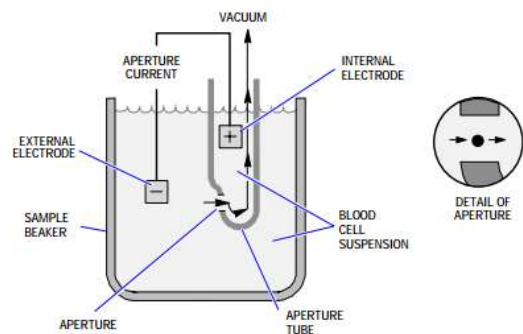 VACUUM
APERTURE
CURRENT
INTERNAL
ELECTRODE
+
EXTERNAL
ELECTRODE
−
SAMPLE
BEAKER
BLOOD
CELL
SUSPENSION
APERTURE
APERTURE
TUBE
DETAIL OF
APERTURE